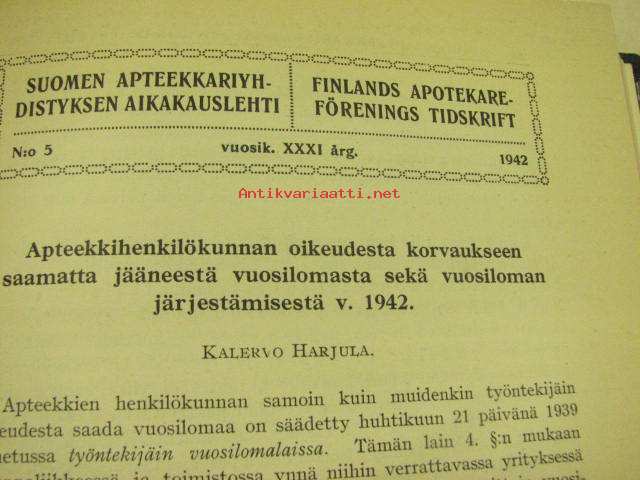 SUOMEN APTEEKKARIYH-
DISTYKSEN AIKAKAUSLEHTI
FINLANDS APOTEKARE-
FÖRENINGS TIDSKRIFT
N:o 5
vuosik. XXXI årg.
1942
Antikvariaatti.net
Apteekkihenkilökunnan oikeudesta korvaukseen
saamatta jääneestä vuosilomasta sekä vuosiloman
järjestämisestä v. 1942.
KALERVO HARJULA.
Apteekkien henkilökunnan samoin kuin muidenkin työntekijäin
eudesta saada vuosilomaa on säädetty huhtikuun 21 päivänä 1939
etussa työntekijäin vuosilomalaissa. Tämän lain 4. §:n mukaan
ja toimistossa ynnä niihin verrattavassa yrityksessä